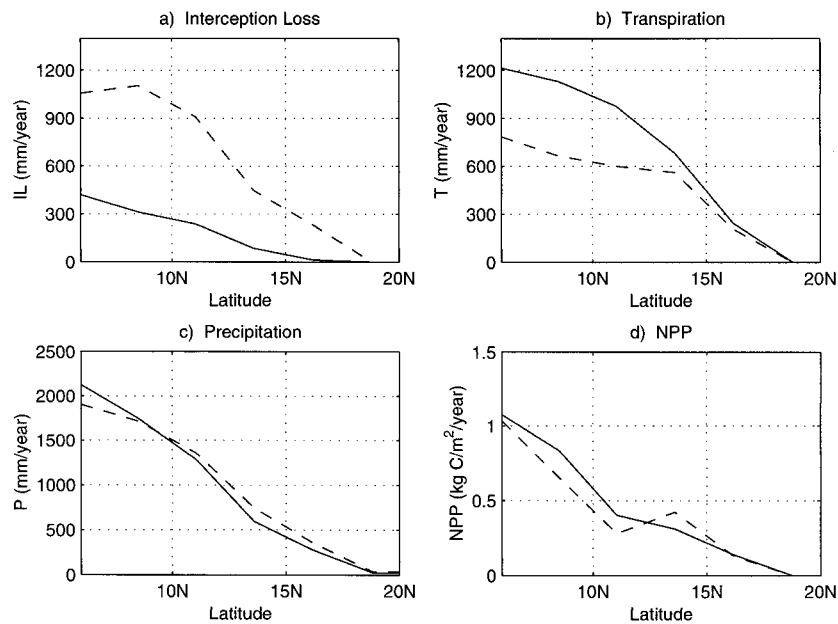 a) Interception Loss
IL (mm/year)
1200
900
600
300
0
10N
15N
20N
Latitude
b) Transpiration
T (mm/year)
1200
900
600
300
0
10N
15N
20N
Latitude
c) Precipitation
P (mm/year)
2500
2000
1500
1000
500
0
10N
15N
20N
Latitude
d) NPP
NPP (kg C/m²/year)
1.5
1
0.5
0
10N
15N
20N
Latitude